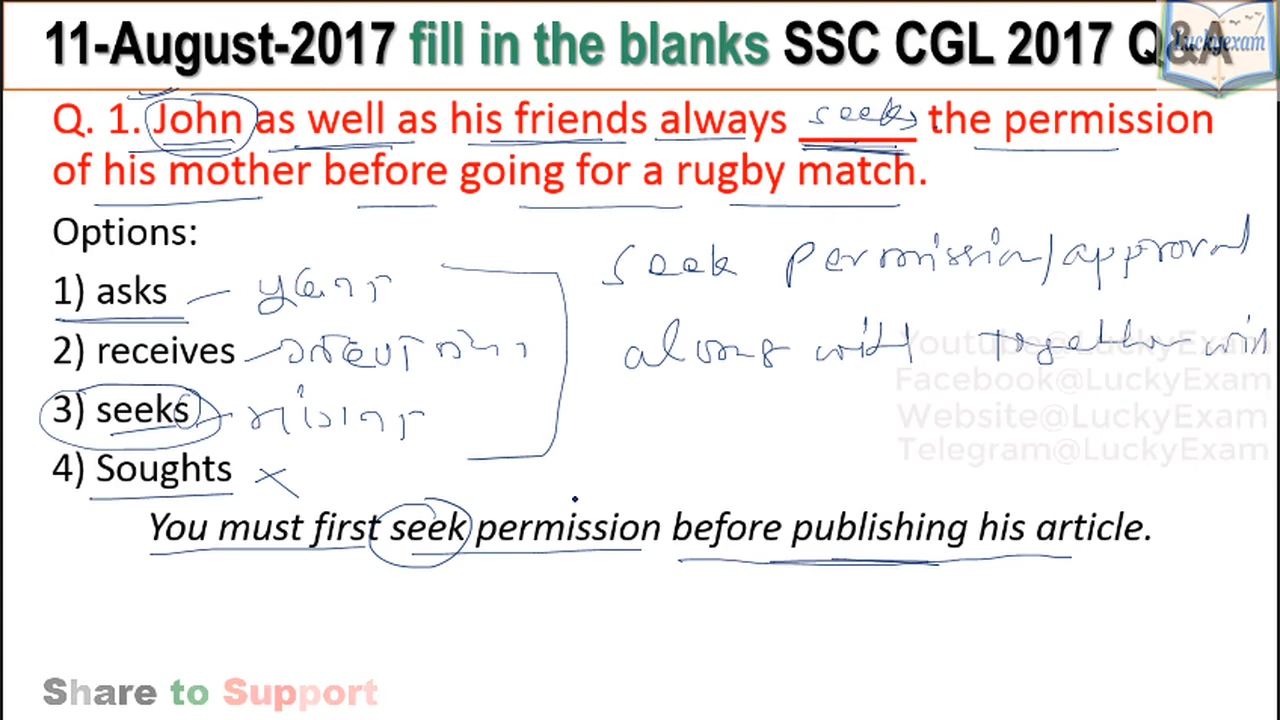 11-August-2017 fill in the blanks SSC CGL 2017 Q&A
Luckyexam
Q. 1. John as well as his friends always seeks the permission
of his mother before going for a rugby match.
Options:
seek permission/approval
1) asks
2) receives
along with together with
Youtube@LuckyExam
Facebook@LuckyExam
3) seeks
Website@LuckyExam
Telegram@LuckyExam
4) Soughts
You must first seek permission before publishing his article.
Share to Support